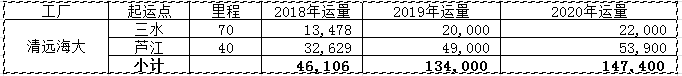 工厂 起运点 里程 2018年运量 2019年运量 2020年运量
三水 70 13,478 20,000 22,000
清远海大
芦江 40 32,629 49,000 53,900
小计 46,106 134,000 147,400